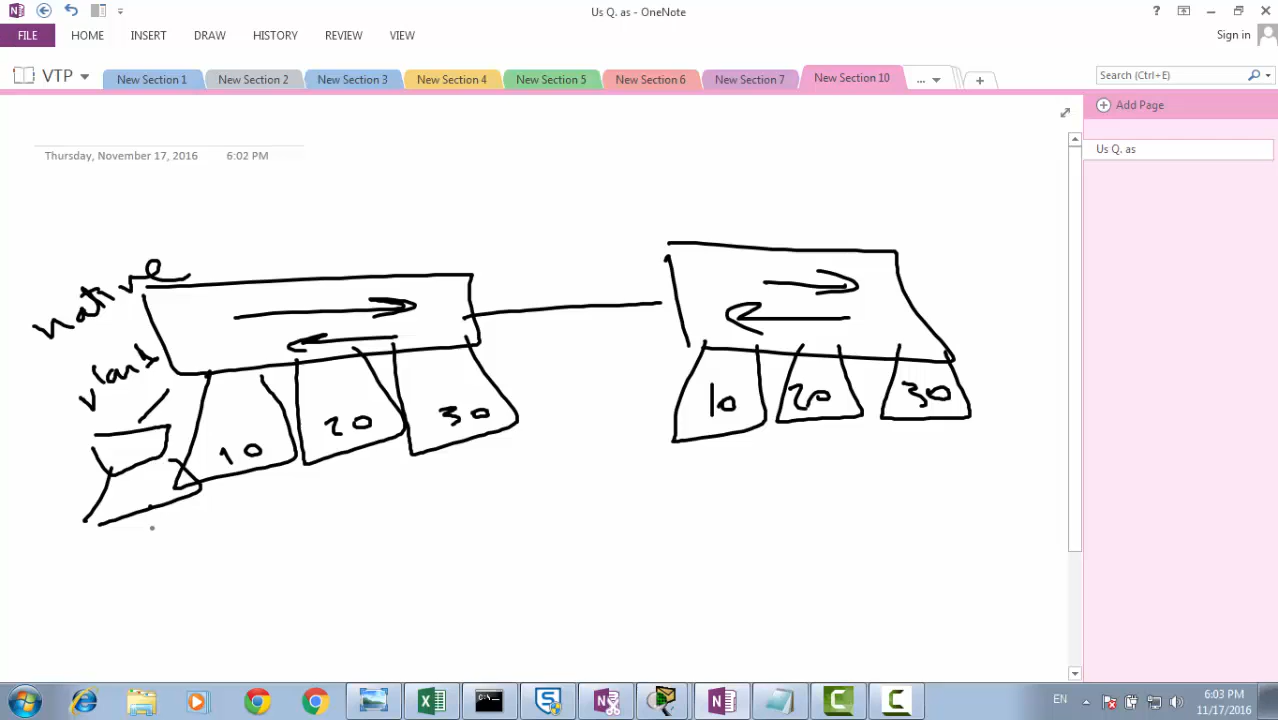 Us Q. as - OneNote
FILE HOME INSERT DRAW HISTORY REVIEW VIEW
Sign in
VTP New Section 1 New Section 2 New Section 3 New Section 4 New Section 5 New Section 6 New Section 7 New Section 10 ...
Search (Ctrl+E)
Add Page
Us Q. as
Thursday, November 17, 2016 6:02 PM
native
vlan1
10 20 30
10 20 30
EN
6:03 PM
11/17/2016